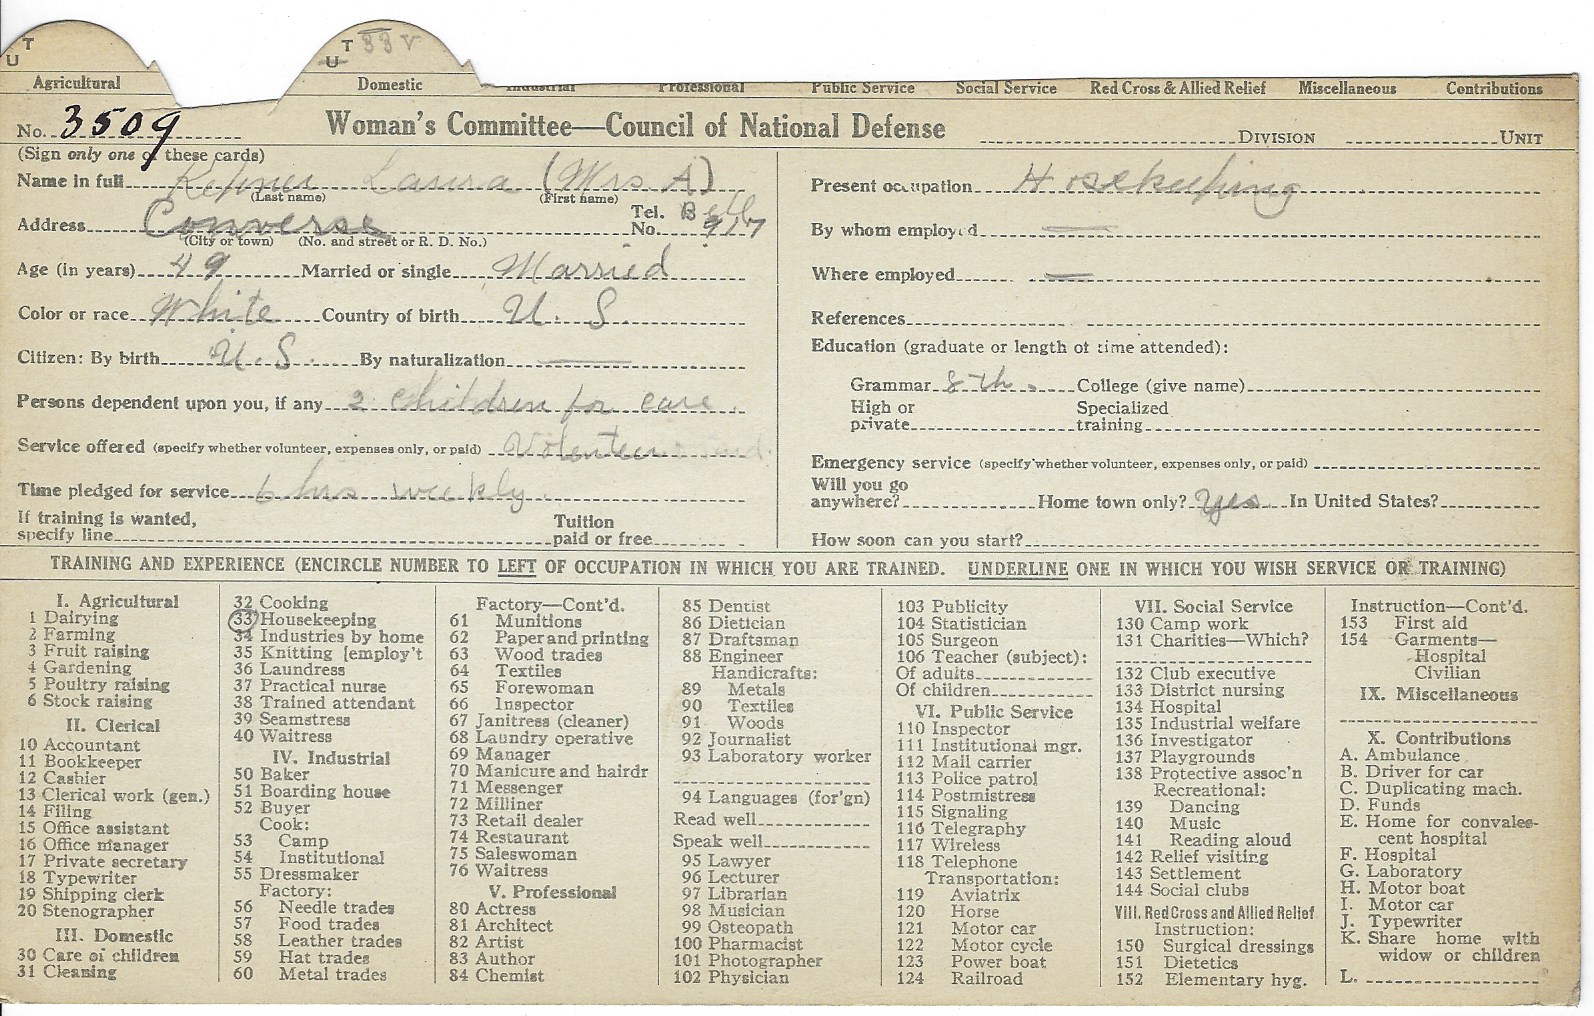 T
U
T 33 V
U
Agricultural Domestic Industrial Professional Public Service Social Service Red Cross & Allied Relief Miscellaneous Contributions
No. 3509 Woman's Committee—Council of National Defense DIVISION UNIT
(Sign only one of these cards)
Name in full Laura (Mrs A)
(Last name) (First name)
Address Converse Tel. No. Bell 917
(City or town) (No. and street or R. D. No.)
Age (in years) 49 Married or single Married
Color or race White Country of birth U. S.
Citizen: By birth U. S. By naturalization —
Persons dependent upon you, if any 2 children for care.
Service offered (specify whether volunteer, expenses only, or paid) Volunteer
Time pledged for service 6 hrs weekly.
If training is wanted, specify line Tuition paid or free
Present occupation Hosekeeping
By whom employed —
Where employed —
References
Education (graduate or length of time attended):
Grammar 8th. College (give name)
High or private Specialized training
Emergency service (specify whether volunteer, expenses only, or paid)
Will you go anywhere? Home town only? Yes In United States?
How soon can you start?
TRAINING AND EXPERIENCE (ENCIRCLE NUMBER TO LEFT OF OCCUPATION IN WHICH YOU ARE TRAINED. UNDERLINE ONE IN WHICH YOU WISH SERVICE OR TRAINING)
I. Agricultural
1 Dairying
2 Farming
3 Fruit raising
4 Gardening
5 Poultry raising
6 Stock raising
II. Clerical
10 Accountant
11 Bookkeeper
12 Cashier
13 Clerical work (gen.)
14 Filing
15 Office assistant
16 Office manager
17 Private secretary
18 Typewriter
19 Shipping clerk
20 Stenographer
III. Domestic
30 Care of children
31 Cleaning
32 Cooking
33 Housekeeping
34 Industries by home
35 Knitting [employ't
36 Laundress
37 Practical nurse
38 Trained attendant
39 Seamstress
40 Waitress
IV. Industrial
50 Baker
51 Boarding house
52 Buyer
Cook:
53 Camp
54 Institutional
55 Dressmaker
Factory:
56 Needle trades
57 Food trades
58 Leather trades
59 Hat trades
60 Metal trades
Factory—Cont'd.
61 Munitions
62 Paper and printing
63 Wood trades
64 Textiles
65 Forewoman
66 Inspector
67 Janitress (cleaner)
68 Laundry operative
69 Manager
70 Manicure and hairdr
71 Messenger
72 Milliner
73 Retail dealer
74 Restaurant
75 Saleswoman
76 Waitress
V. Professional
80 Actress
81 Architect
82 Artist
83 Author
84 Chemist
85 Dentist
86 Dietician
87 Draftsman
88 Engineer
Handicrafts:
89 Metals
90 Textiles
91 Woods
92 Journalist
93 Laboratory worker
94 Languages (for'gn)
Read well
Speak well
95 Lawyer
96 Lecturer
97 Librarian
98 Musician
99 Osteopath
100 Pharmacist
101 Photographer
102 Physician
103 Publicity
104 Statistician
105 Surgeon
106 Teacher (subject):
Of adults
Of children
VI. Public Service
110 Inspector
111 Institutional mgr.
112 Mail carrier
113 Police patrol
114 Postmistress
115 Signaling
116 Telegraphy
117 Wireless
118 Telephone
Transportation:
119 Aviatrix
120 Horse
121 Motor car
122 Motor cycle
123 Power boat
124 Railroad
VII. Social Service
130 Camp work
131 Charities—Which?
132 Club executive
133 District nursing
134 Hospital
135 Industrial welfare
136 Investigator
137 Playgrounds
138 Protective assoc'n
Recreational:
139 Dancing
140 Music
141 Reading aloud
142 Relief visiting
143 Settlement
144 Social clubs
VIII. Red Cross and Allied Relief
Instruction:
150 Surgical dressings
151 Dietetics
152 Elementary hyg.
Instruction—Cont'd.
153 First aid
154 Garments—
Hospital
Civilian
IX. Miscellaneous
X. Contributions
A. Ambulance
B. Driver for car
C. Duplicating mach.
D. Funds
E. Home for convales-
cent hospital
F. Hospital
G. Laboratory
H. Motor boat
I. Motor car
J. Typewriter
K. Share home with
widow or children
L.